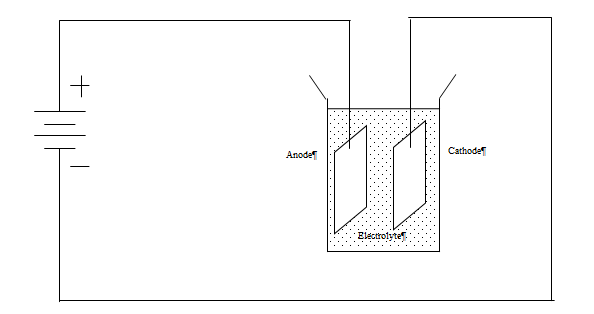 +
Anode¶
Cathode¶
—
Electrolyte¶